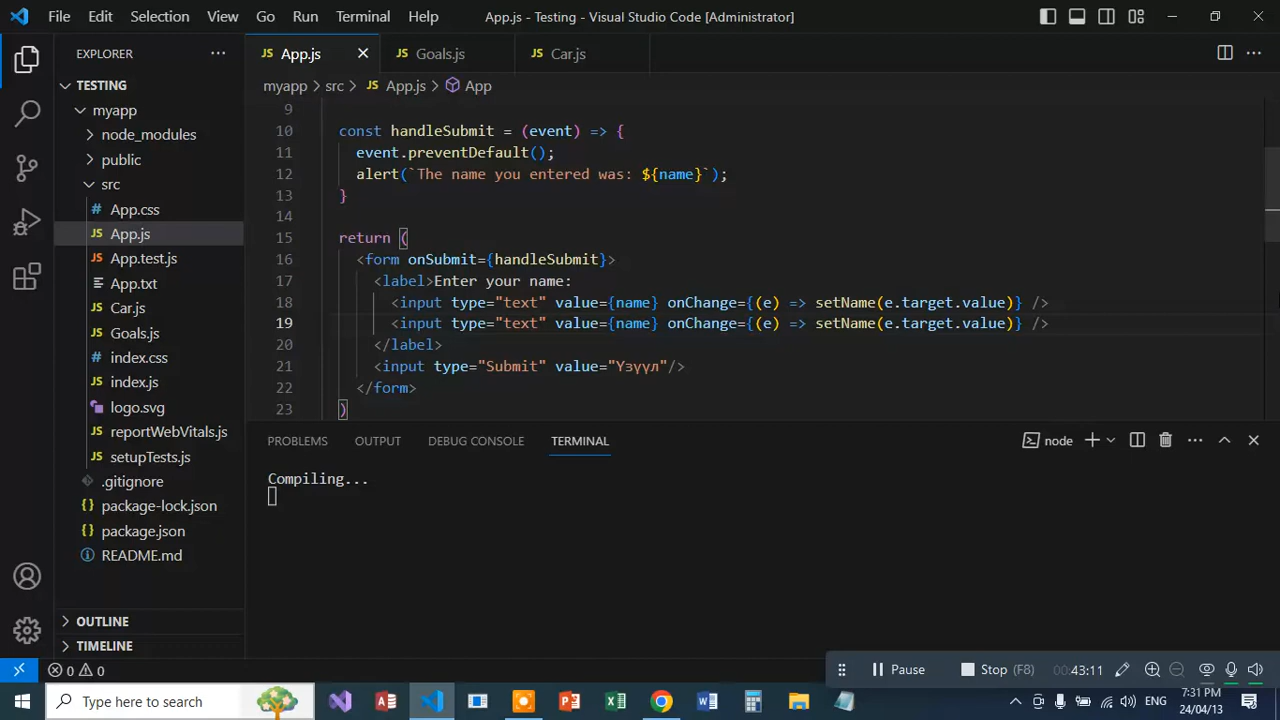 File Edit Selection View Go Run Terminal Help App.js - Testing - Visual Studio Code [Administrator]
EXPLORER
TESTING
myapp
node_modules
public
src
App.css
App.js
App.test.js
App.txt
Car.js
Goals.js
index.css
index.js
logo.svg
reportWebVitals.js
setupTests.js
.gitignore
package-lock.json
package.json
README.md
OUTLINE
TIMELINE
JS App.js JS Goals.js JS Car.js
myapp > src > JS App.js > App
9
10 const handleSubmit = (event) => {
11 event.preventDefault();
12 alert(`The name you entered was: ${name}`);
13 }
14
15 return (
16 <form onSubmit={handleSubmit}>
17 <label>Enter your name:
18 <input type="text" value={name} onChange={(e) => setName(e.target.value)} />
19 <input type="text" value={name} onChange={(e) => setName(e.target.value)} />
20 </label>
21 <input type="Submit" value="Үзүүл"/>
22 </form>
23 )
PROBLEMS OUTPUT DEBUG CONSOLE TERMINAL node
Compiling...
0 0
Pause Stop (F8) 00:43:11
Type here to search
ENG 7:31 PM
24/04/13